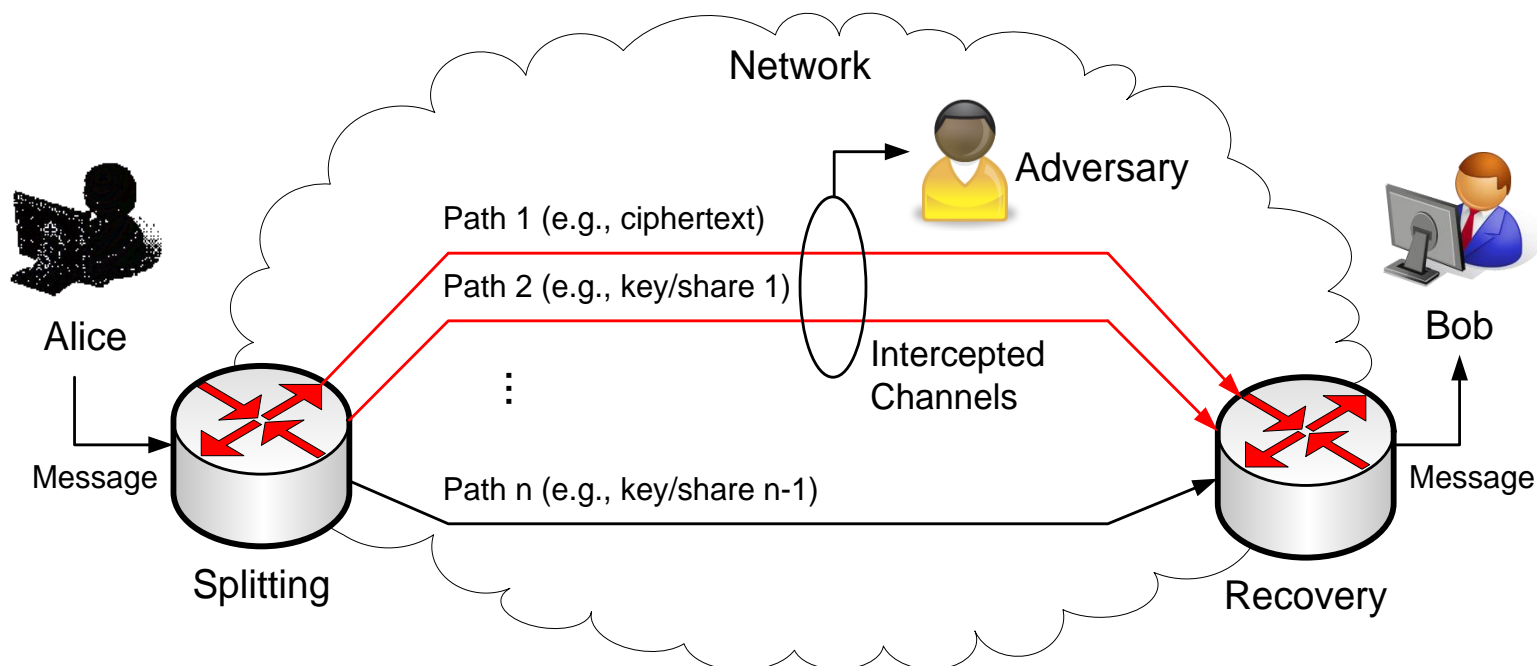 Network
Adversary
Path 1 (e.g., ciphertext)
Path 2 (e.g., key/share 1)
Alice
Bob
Intercepted
Channels
...
Message
Path n (e.g., key/share n-1)
Message
Splitting
Recovery